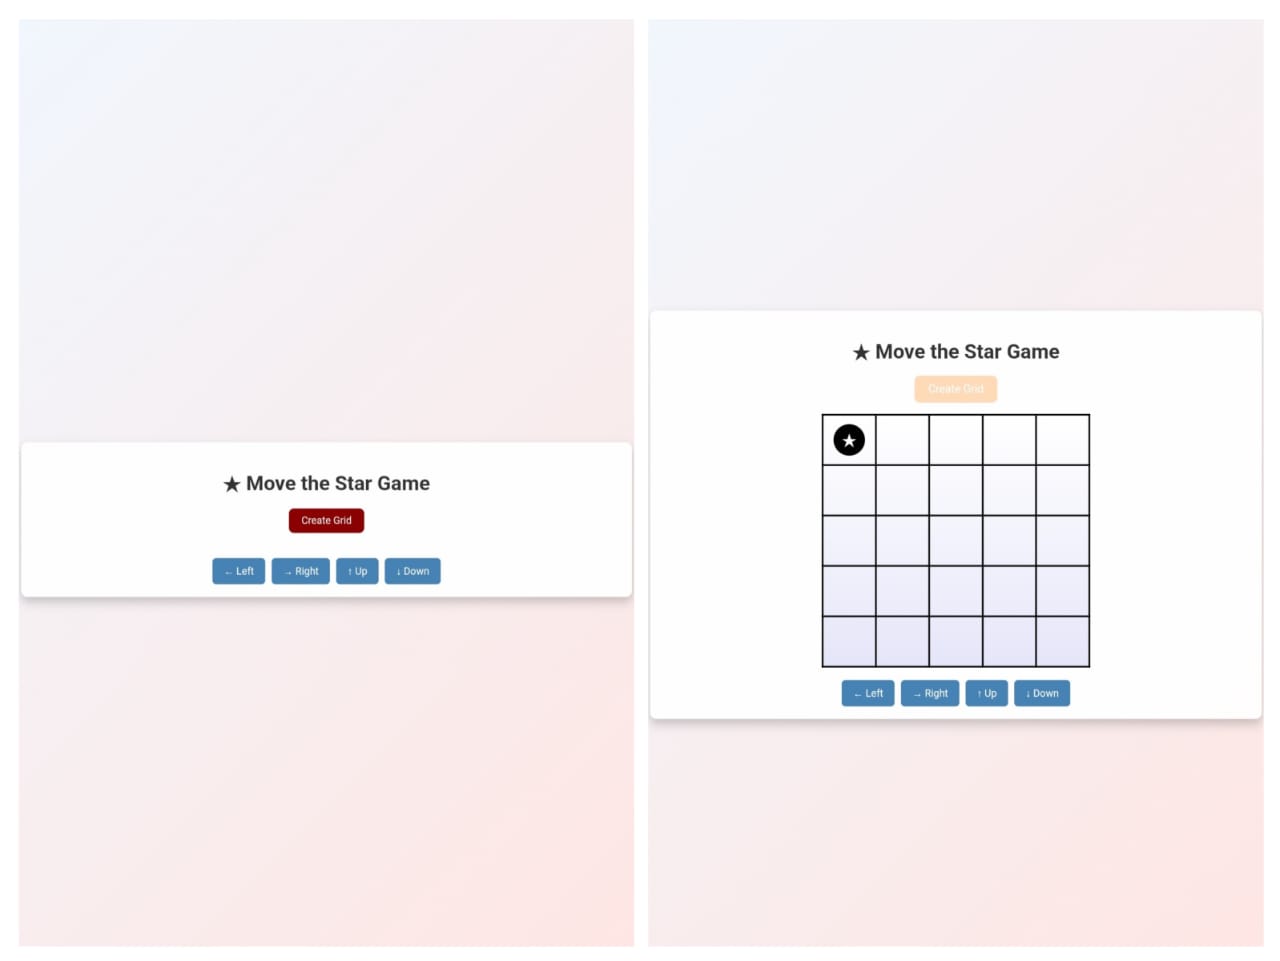 ★ Move the Star Game
Create Grid
← Left → Right ↑ Up ↓ Down
★ Move the Star Game
Create Grid
★
← Left → Right ↑ Up ↓ Down